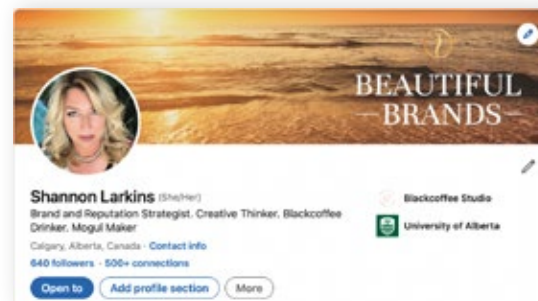 BEAUTIFUL
BRANDS
Shannon Larkins (She/Her)
Brand and Reputation Strategist. Creative Thinker. Blackcoffee
Drinker. Mogul Maker
Calgary, Alberta, Canada · Contact info
640 followers · 500+ connections
Open to
Add profile section
More
Blackcoffee Studio
University of Alberta